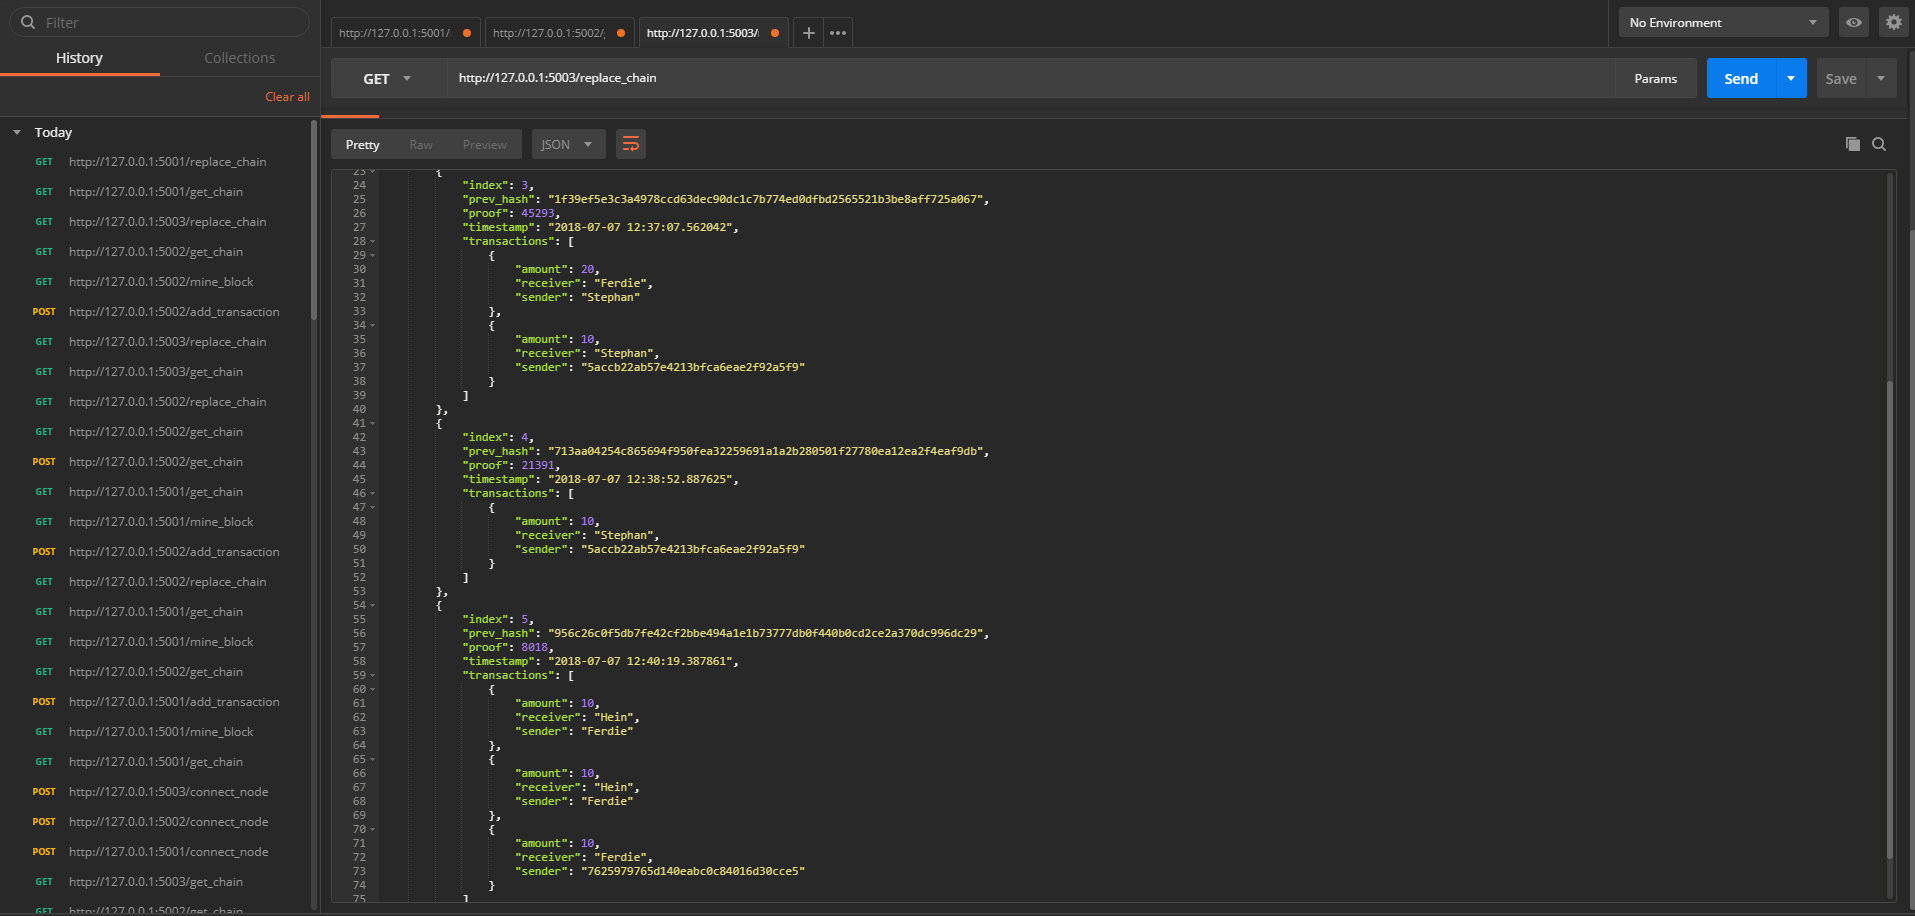 Filter
History
Collections
Clear all
Today
GET http://127.0.0.1:5001/replace_chain
GET http://127.0.0.1:5001/get_chain
GET http://127.0.0.1:5003/replace_chain
GET http://127.0.0.1:5002/get_chain
GET http://127.0.0.1:5002/mine_block
POST http://127.0.0.1:5002/add_transaction
GET http://127.0.0.1:5003/replace_chain
GET http://127.0.0.1:5003/get_chain
GET http://127.0.0.1:5002/replace_chain
GET http://127.0.0.1:5002/get_chain
POST http://127.0.0.1:5002/get_chain
GET http://127.0.0.1:5001/get_chain
GET http://127.0.0.1:5001/mine_block
POST http://127.0.0.1:5002/add_transaction
GET http://127.0.0.1:5002/replace_chain
GET http://127.0.0.1:5001/get_chain
GET http://127.0.0.1:5001/mine_block
GET http://127.0.0.1:5002/get_chain
POST http://127.0.0.1:5001/add_transaction
GET http://127.0.0.1:5001/mine_block
GET http://127.0.0.1:5001/get_chain
POST http://127.0.0.1:5003/connect_node
POST http://127.0.0.1:5002/connect_node
POST http://127.0.0.1:5001/connect_node
GET http://127.0.0.1:5003/get_chain
GET http://127.0.0.1:5002/get_chain
http://127.0.0.1:5001/
http://127.0.0.1:5002/
http://127.0.0.1:5003/
No Environment
GET
http://127.0.0.1:5003/replace_chain
Params
Send
Save
Pretty
Raw
Preview
JSON
23 {
24 "index": 3,
25 "prev_hash": "1f39ef5e3c3a4978ccd63dec90dc1c7b774ed0dfbd2565521b3be8aff725a067",
26 "proof": 45293,
27 "timestamp": "2018-07-07 12:37:07.562042",
28 "transactions": [
29 {
30 "amount": 20,
31 "receiver": "Ferdie",
32 "sender": "Stephan"
33 },
34 {
35 "amount": 10,
36 "receiver": "Stephan",
37 "sender": "5accb22ab57e4213bfca6eae2f92a5f9"
38 }
39 ]
40 },
41 {
42 "index": 4,
43 "prev_hash": "713aa04254c865694f950fea32259691a1a2b280501f27780ea12ea2f4eaf9db",
44 "proof": 21391,
45 "timestamp": "2018-07-07 12:38:52.887625",
46 "transactions": [
47 {
48 "amount": 10,
49 "receiver": "Stephan",
50 "sender": "5accb22ab57e4213bfca6eae2f92a5f9"
51 }
52 ]
53 },
54 {
55 "index": 5,
56 "prev_hash": "956c26c0f5db7fe42cf2bbe494a1e1b73777db0f440b0cd2ce2a370dc996dc29",
57 "proof": 8018,
58 "timestamp": "2018-07-07 12:40:19.387861",
59 "transactions": [
60 {
61 "amount": 10,
62 "receiver": "Hein",
63 "sender": "Ferdie"
64 },
65 {
66 "amount": 10,
67 "receiver": "Hein",
68 "sender": "Ferdie"
69 },
70 {
71 "amount": 10,
72 "receiver": "Ferdie",
73 "sender": "7625979765d140eabc0c84016d30cce5"
74 }
75 ]